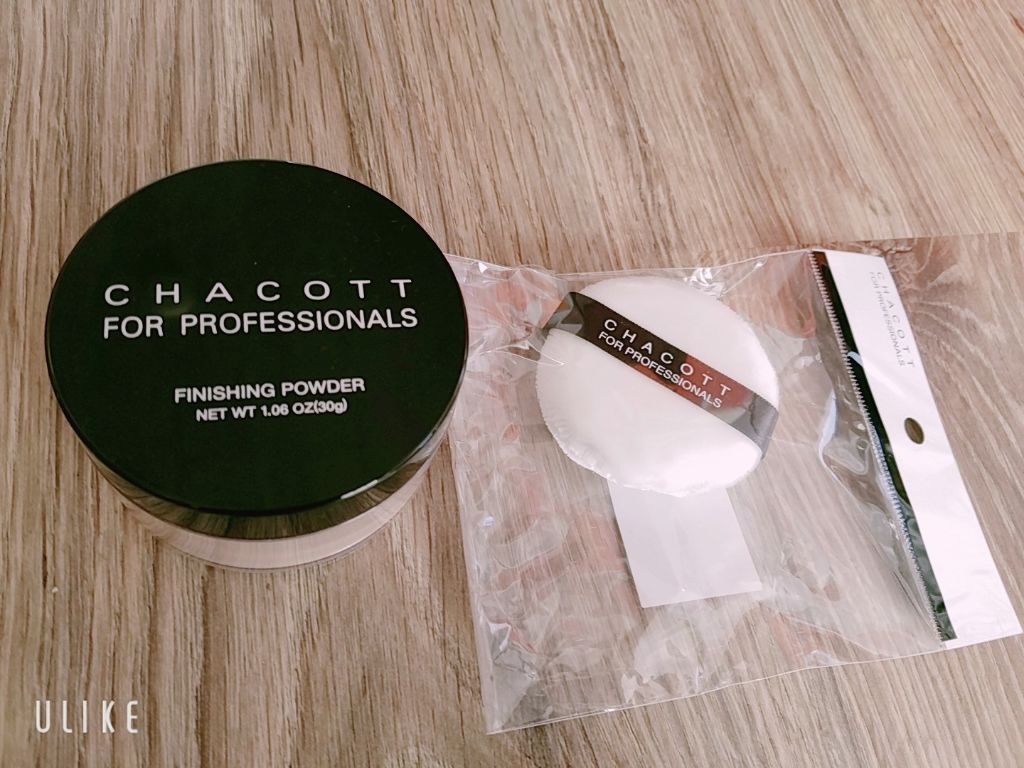 CHACOTT
FOR PROFESSIONALS
FINISHING POWDER
NET WT 1.06 OZ(30g)
CHACOTT
FOR PROFESSIONALS
CHACOTT
FOR PROFESSIONALS
ULIKE